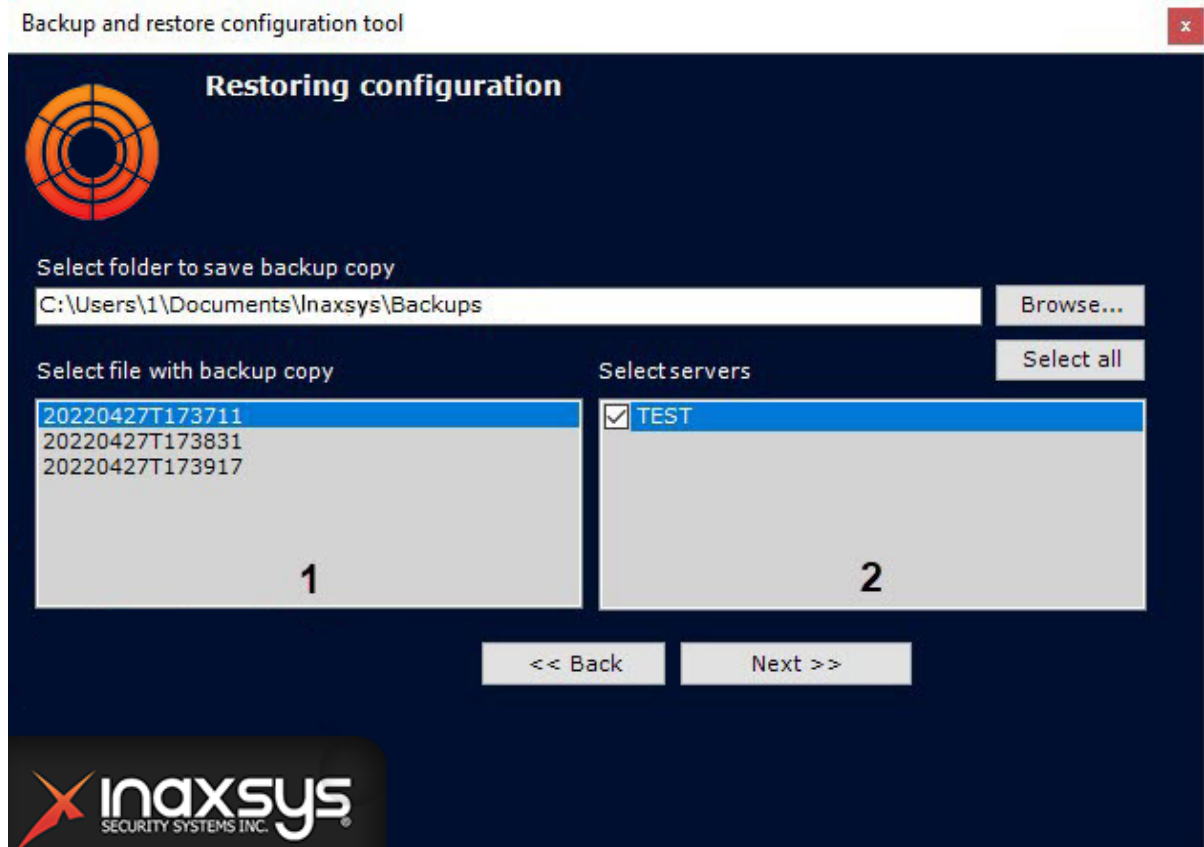 Backup and restore configuration tool
x
Restoring configuration
Select folder to save backup copy
C:\Users\1\Documents\Inaxsys\Backups
Browse...
Select all
Select file with backup copy
Select servers
20220427T173711
20220427T173831
20220427T173917
1
TEST
2
<< Back
Next >>
inaxsys
SECURITY SYSTEMS INC. ®